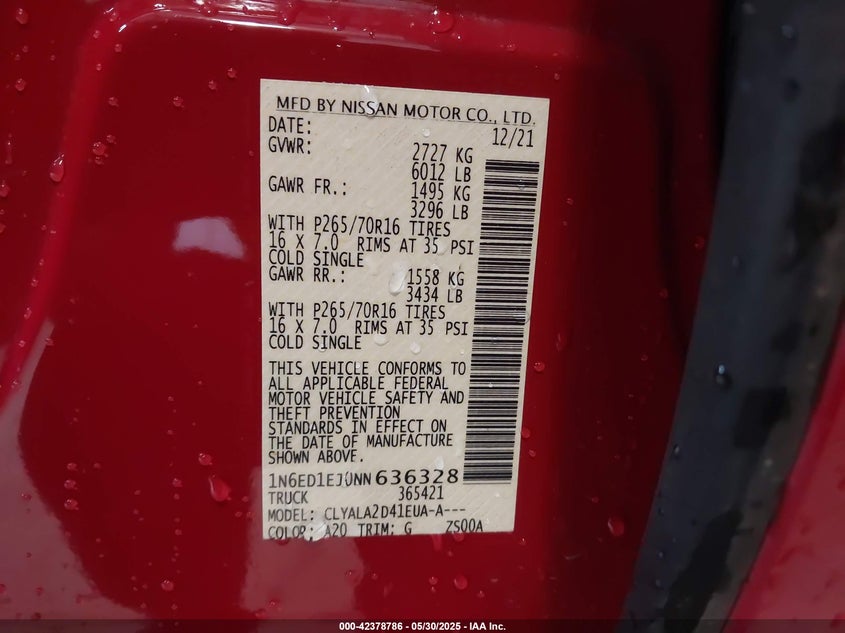 MFD BY NISSAN MOTOR CO., LTD.
DATE: 12/21
GVWR: 2727 KG
6012 LB
GAWR FR.: 1495 KG
3296 LB
WITH P265/70R16 TIRES
16 X 7.0 RIMS AT 35 PSI
COLD SINGLE
GAWR RR.: 1558 KG
3434 LB
WITH P265/70R16 TIRES
16 X 7.0 RIMS AT 35 PSI
COLD SINGLE
THIS VEHICLE CONFORMS TO
ALL APPLICABLE FEDERAL
MOTOR VEHICLE SAFETY AND
THEFT PREVENTION
STANDARDS IN EFFECT ON
THE DATE OF MANUFACTURE
SHOWN ABOVE.
1N6ED1EJ0NN636328
TRUCK 365421
MODEL: CLYALA2D41EUA-A---
COLOR: A20 TRIM: G ZS00A
000-42378786 - 05/30/2025 - IAA Inc.